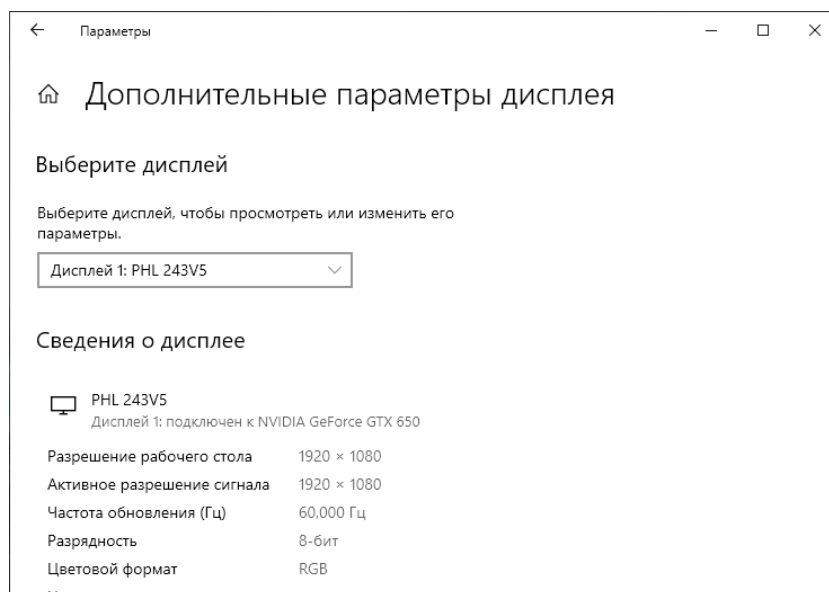 Параметры
Дополнительные параметры дисплея
Выберите дисплей
Выберите дисплей, чтобы просмотреть или изменить его
параметры.
Дисплей 1: PHL 243V5
Сведения о дисплее
PHL 243V5
Дисплей 1: подключен к NVIDIA GeForce GTX 650
Разрешение рабочего стола 1920 × 1080
Активное разрешение сигнала 1920 × 1080
Частота обновления (Гц) 60,000 Гц
Разрядность 8-бит
Цветовой формат RGB